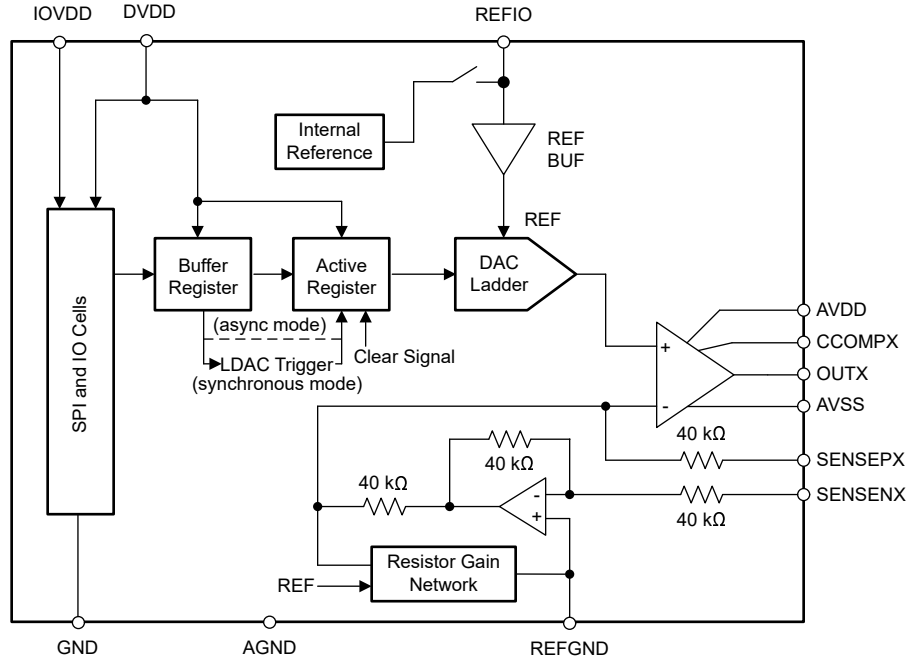 IOVDD
DVDD
REFIO
Internal
Reference
REF
BUF
REF
SPI and IO Cells
Buffer
Register
Active
Register
DAC
Ladder
(async mode)
LDAC Trigger
(synchronous mode)
Clear Signal
+
-
AVDD
CCOMPX
OUTX
AVSS
40 kΩ
SENSEPX
40 kΩ
40 kΩ
-
+
SENSENX
40 kΩ
Resistor Gain
Network
REF
GND
AGND
REFGND